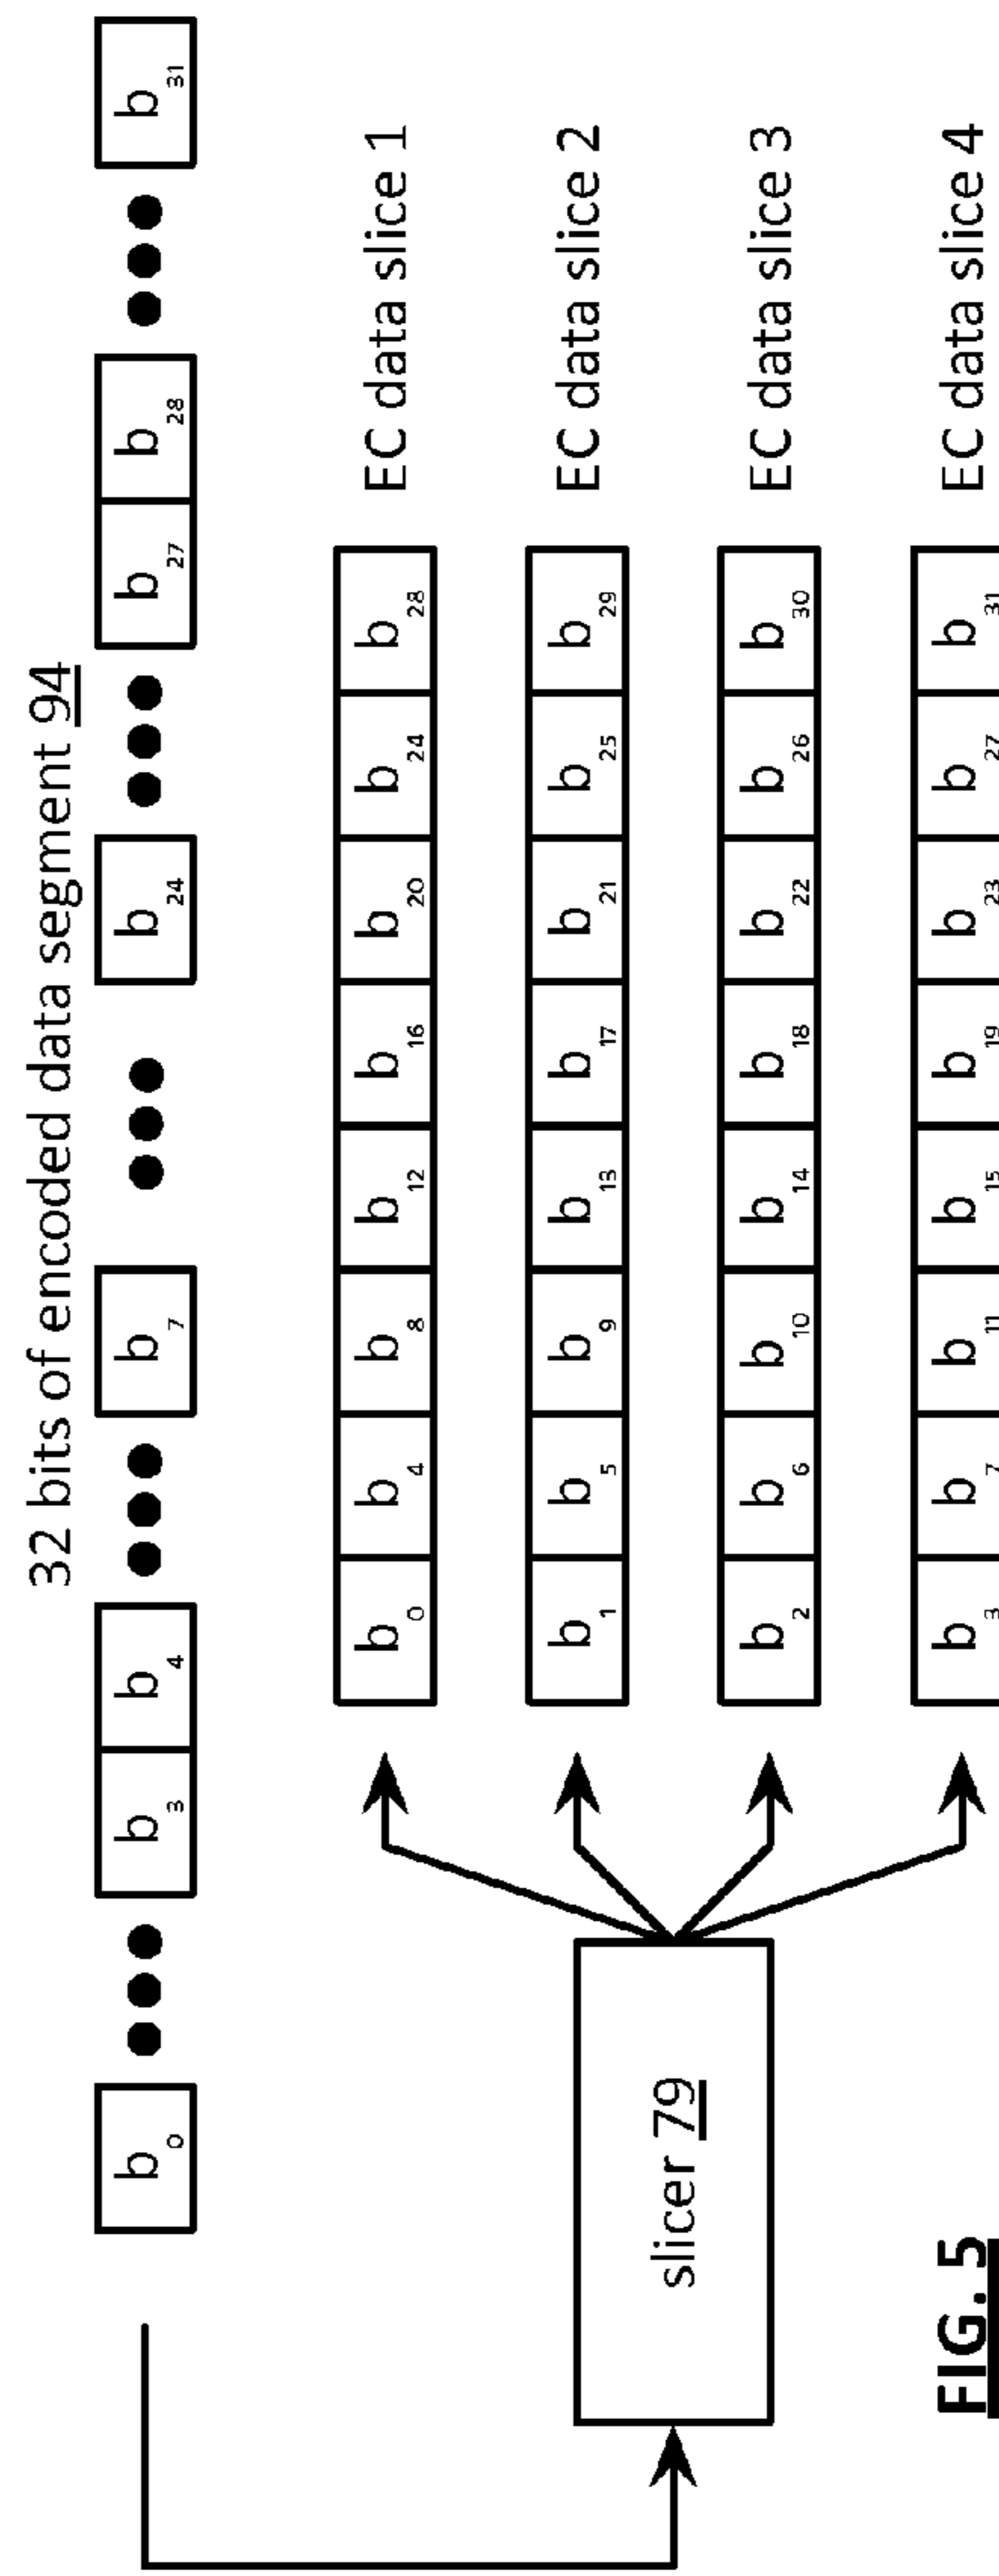 32 bits of encoded data segment 94
b0 ●●● b3 b4 ●●● b7 ●●● b24 ●●● b27 b28 ●●● b31
b0 b4 b8 b12 b16 b20 b24 b28 EC data slice 1
b1 b5 b9 b13 b17 b21 b25 b29 EC data slice 2
slicer 79
b2 b6 b10 b14 b18 b22 b26 b30 EC data slice 3
b3 b7 b11 b15 b19 b23 b27 b31 EC data slice 4
FIG. 5